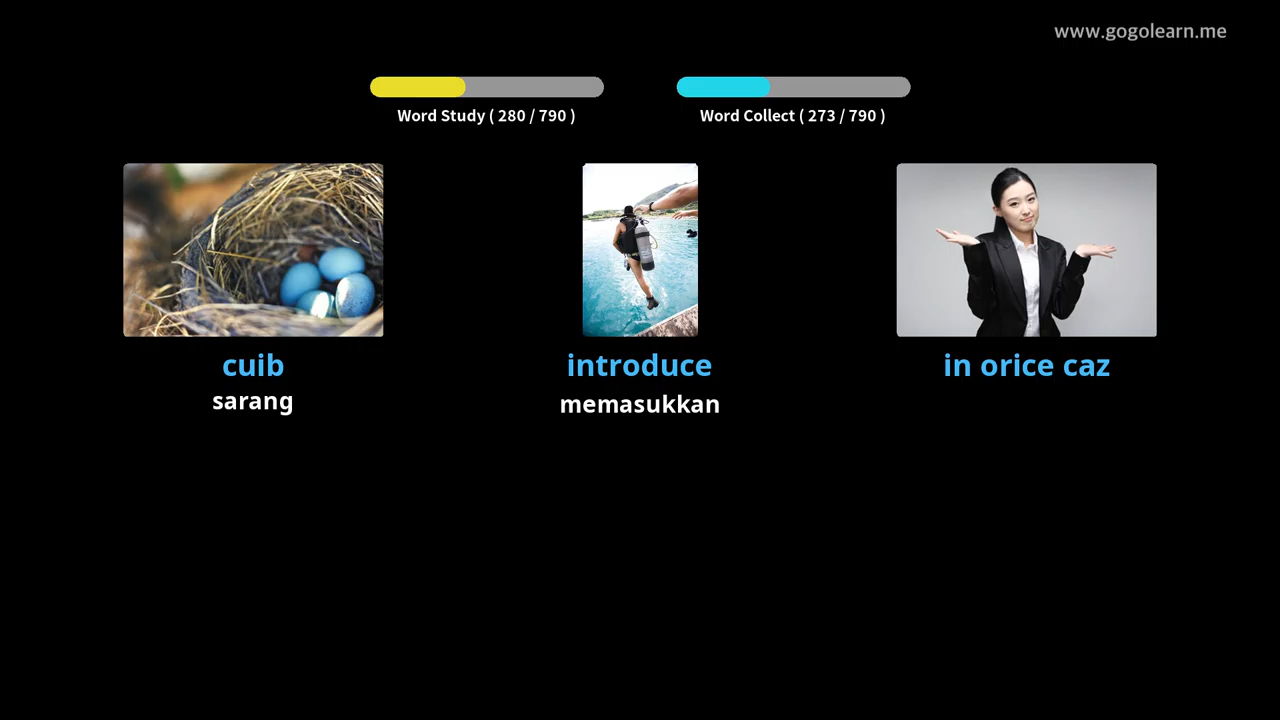 www.gogolearn.me
Word Study ( 280 / 790 )
Word Collect ( 273 / 790 )
cuib
sarang
introduce
memasukkan
in orice caz